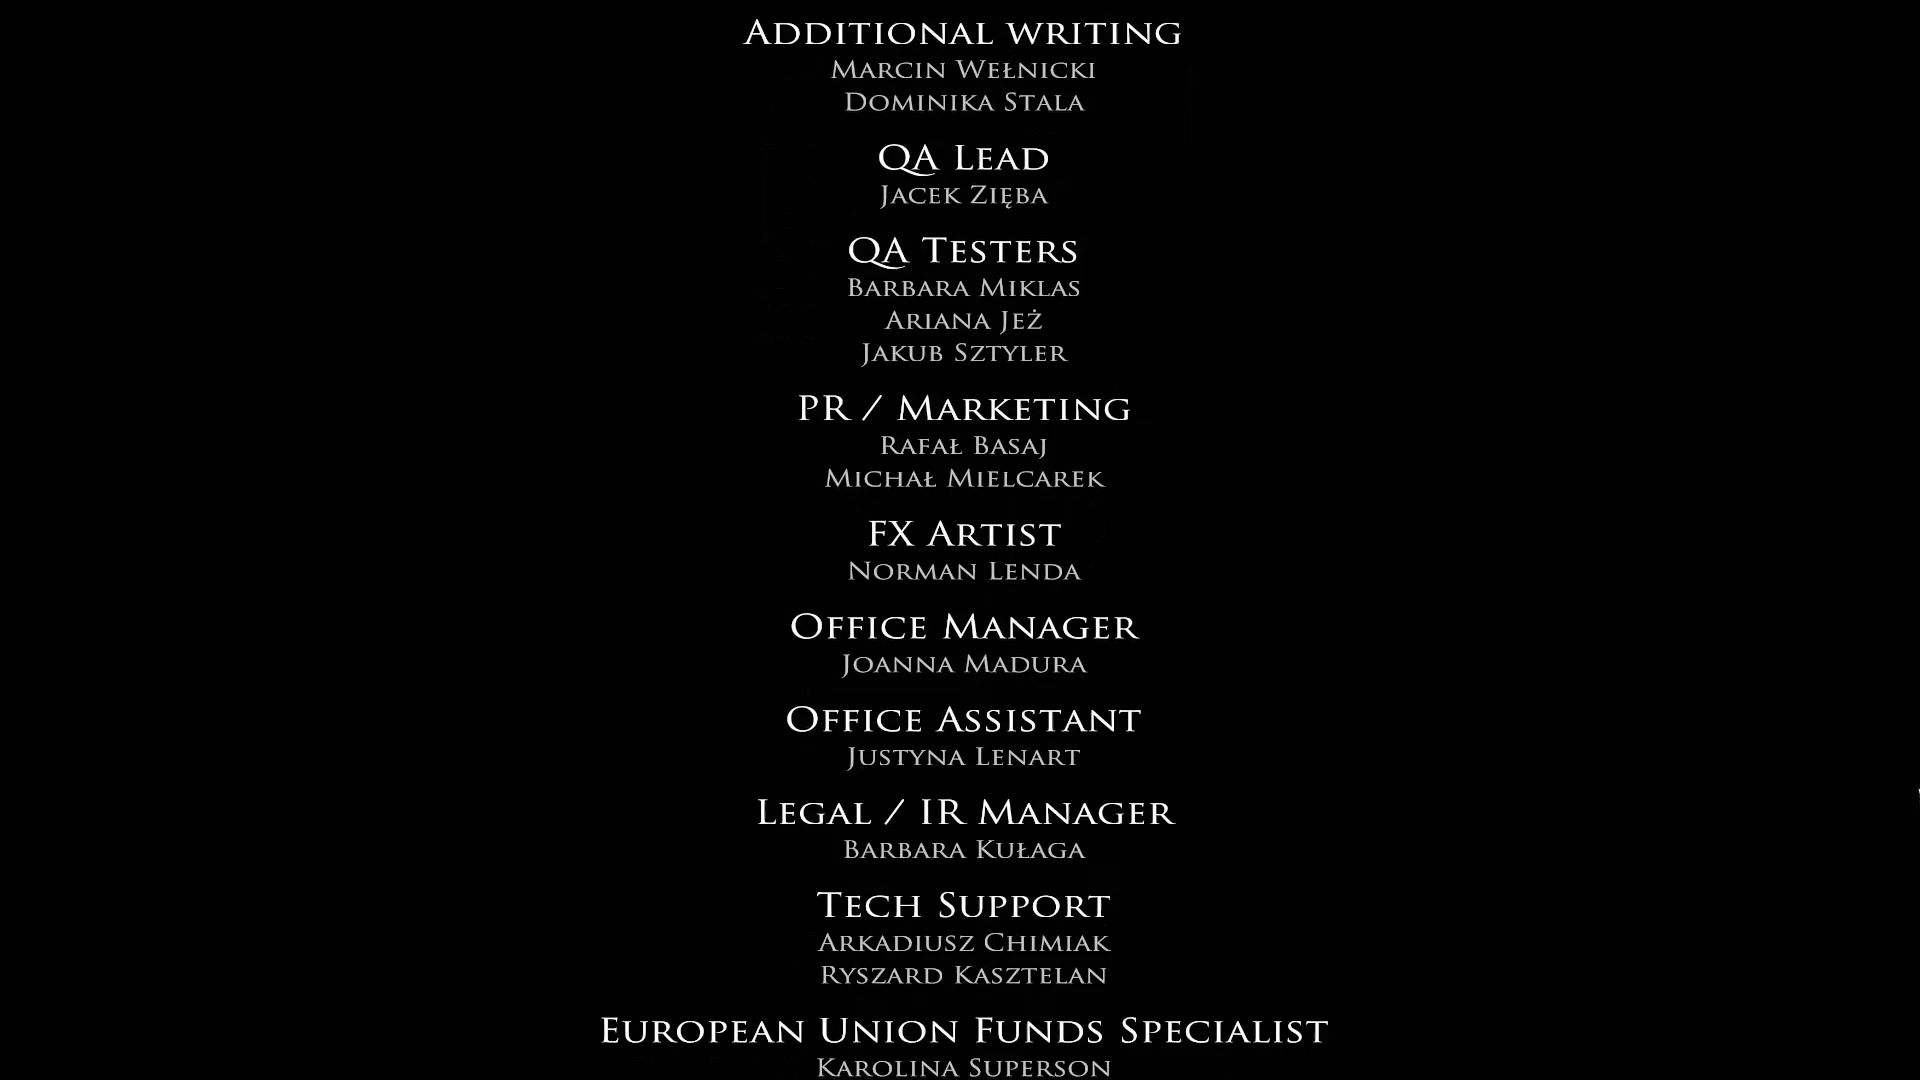 Additional writing
Marcin Wełnicki
Dominika Stala
QA Lead
Jacek Zięba
QA Testers
Barbara Miklas
Ariana Jeż
Jakub Sztyler
PR / Marketing
Rafał Basaj
Michał Mielcarek
FX Artist
Norman Lenda
Office Manager
Joanna Madura
Office Assistant
Justyna Lenart
Legal / IR Manager
Barbara Kułaga
Tech Support
Arkadiusz Chimiak
Ryszard Kasztelan
European Union Funds Specialist
Karolina Superson